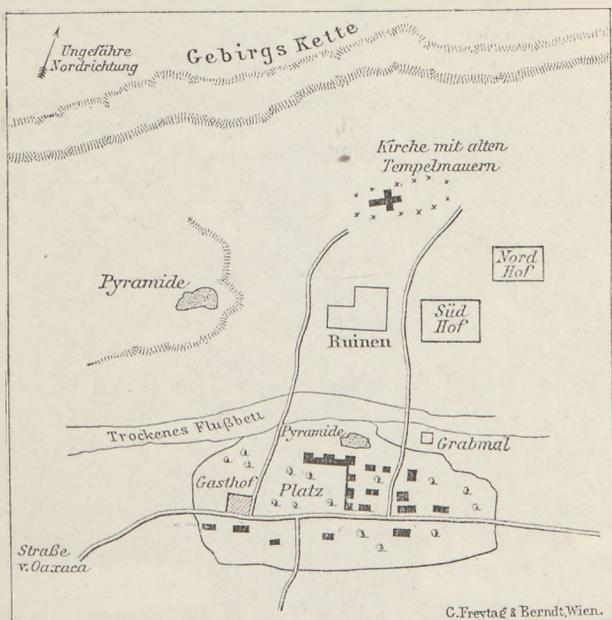 Ungefähre
Nordrichtung
Gebirgs Kette
Kirche mit alten
Tempelmauern
Nord
Hof
Pyramide
Süd
Hof
Ruinen
Trockenes Flußbett
Pyramide
Grabmal
Gasthof
Platz
Straße
v. Oaxaca
G. Freytag & Berndt, Wien.